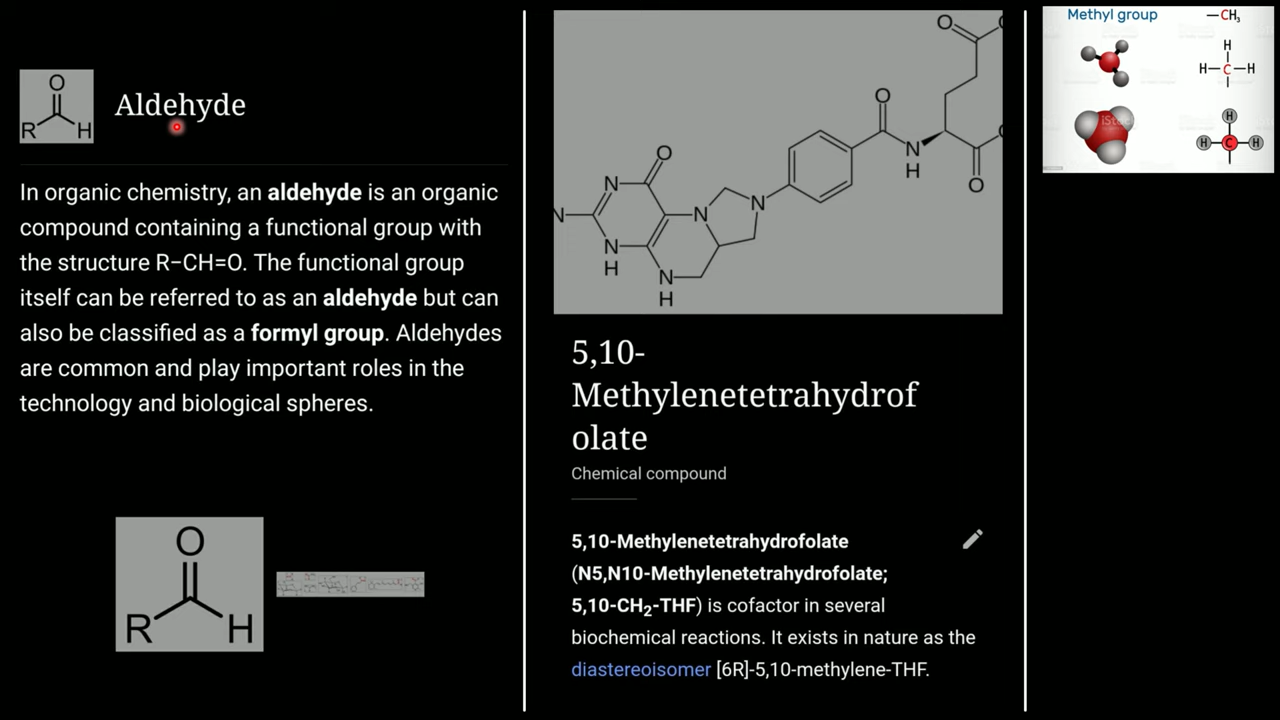 Aldehyde
In organic chemistry, an aldehyde is an organic
compound containing a functional group with
the structure R−CH=O. The functional group
itself can be referred to as an aldehyde but can
also be classified as a formyl group. Aldehydes
are common and play important roles in the
technology and biological spheres.
O
R
H
O
R
H
O
O
O
N
N
N
N
H
N
H
N
H
O
5,10-
Methylenetetrahydrof
olate
Chemical compound
5,10-Methylenetetrahydrofolate
(N5,N10-Methylenetetrahydrofolate;
5,10-CH₂-THF) is cofactor in several
biochemical reactions. It exists in nature as the
diastereoisomer [6R]-5,10-methylene-THF.
Methyl group
—CH₃
H
H—C—H
H
H C H
iStock